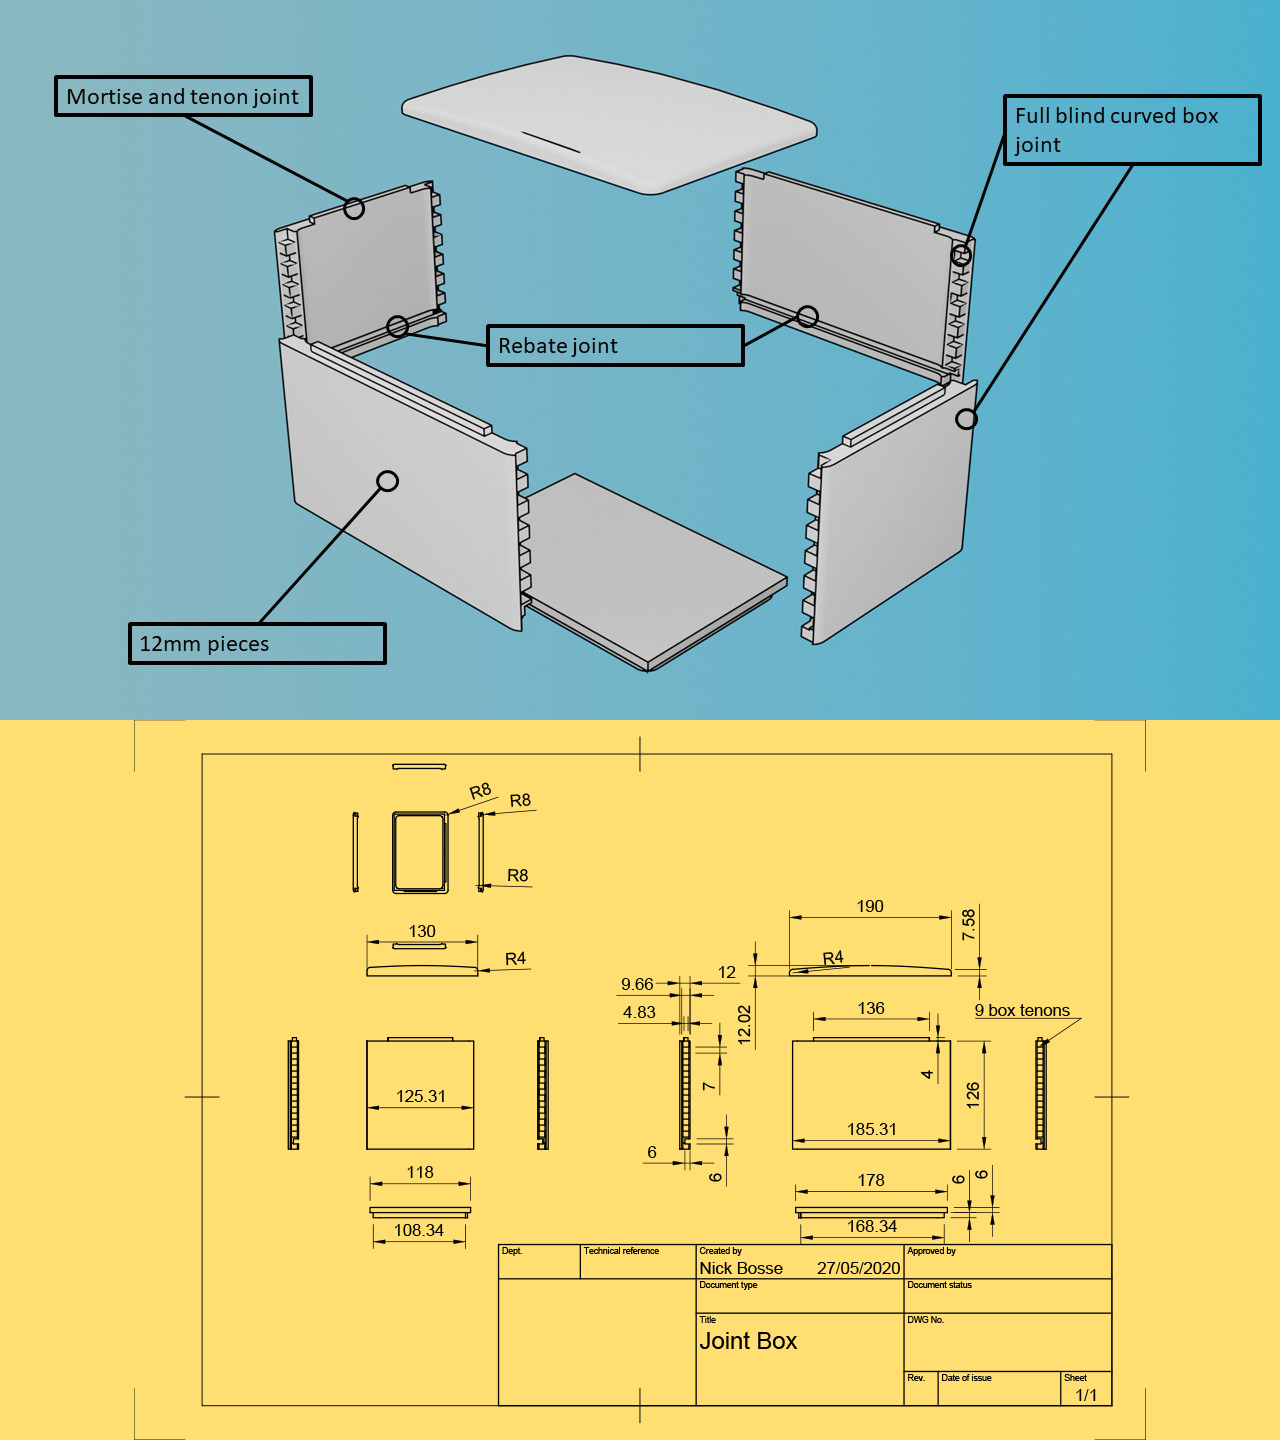 Mortise and tenon joint
Full blind curved box
joint
Rebate joint
12mm pieces
R8
R8
R8
130
R4
190
7.58
R4
12.02
9.66
12
4.83
136
9 box tenons
4
7
126
125.31
185.31
6
6
118
178
6
6
108.34
168.34
Dept.
Technical reference
Created by
Approved by
Nick Bosse
27/05/2020
Document type
Document status
Title
DWG No.
Joint Box
Rev.
Date of issue
Sheet
1/1